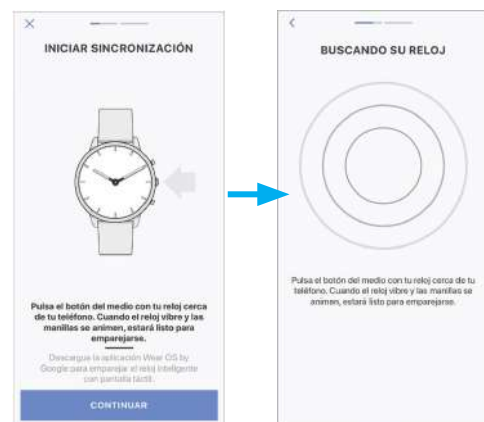 INICIAR SINCRONIZACIÓN
Pulsa el botón del medio con tu reloj cerca
de tu teléfono. Cuando el reloj vibre y las
manillas se animen, estará listo para
emparejarse.
Descargue la aplicación Wear OS by
Google para emparejar el reloj inteligente
con pantalla táctil.
CONTINUAR
BUSCANDO SU RELOJ
Pulsa el botón del medio con tu reloj cerca de tu
teléfono. Cuando el reloj vibre y las manillas se
animen, estará listo para emparejarse.